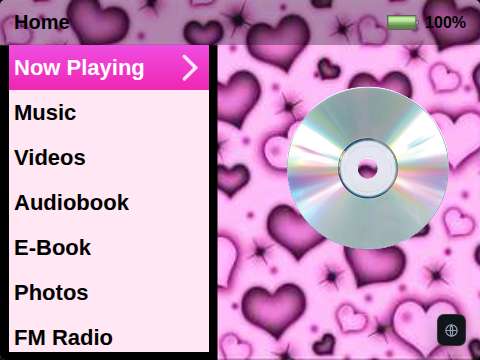 Home
100%
Now Playing
Music
Videos
Audiobook
E-Book
Photos
FM Radio